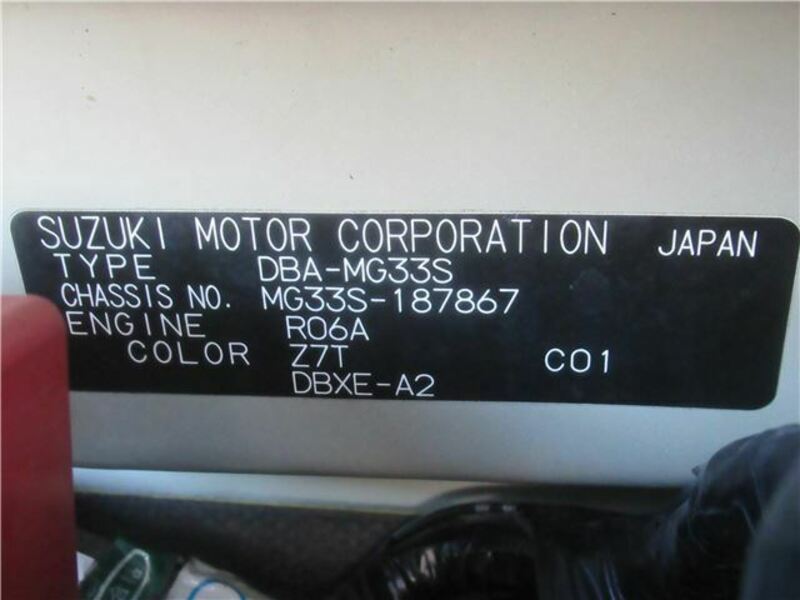 SUZUKI MOTOR CORPORATION JAPAN
TYPE DBA-MG33S
CHASSIS NO. MG33S-187867
ENGINE R06A
COLOR Z7T C01
DBXE-A2